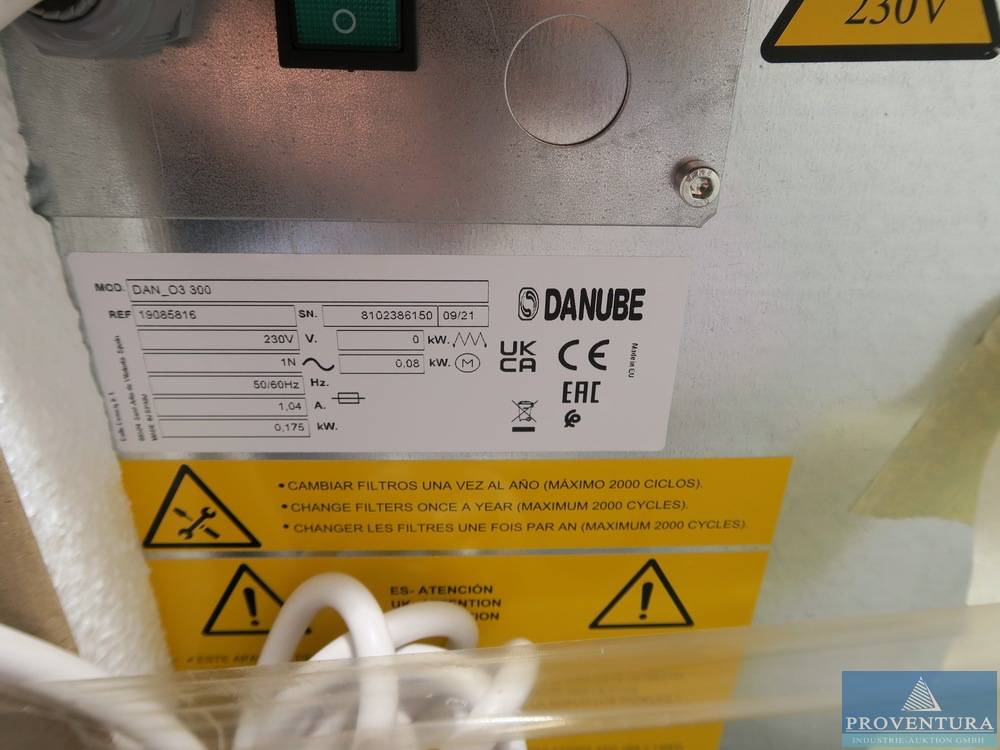 230V
MOD. DAN_O3 300
REF 19085816 SN. 8102386150 09/21
230V V. 0 kW.
1N 0.08 kW. M
50/60Hz Hz.
1,04 A.
0,175 kW.
DANUBE
UK CA CE
EAC
Made in EU
• CAMBIAR FILTROS UNA VEZ AL AÑO (MÁXIMO 2000 CICLOS).
• CHANGE FILTERS ONCE A YEAR (MAXIMUM 2000 CYCLES).
• CHANGER LES FILTRES UNE FOIS PAR AN (MAXIMUM 2000 CYCLES).
ES- ATENCIÓN
PROVENTURA
INDUSTRIE-AUKTION GMBH